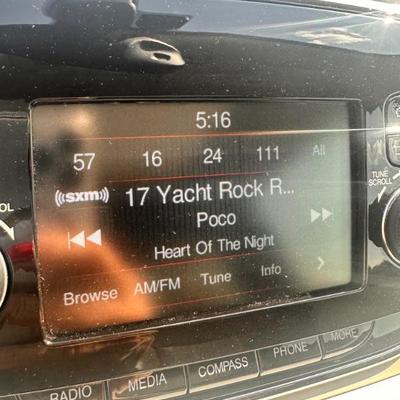 5:16
57 16 24 111 All
((sxm)) 17 Yacht Rock R...
TUNE
SCROLL
OL
Poco
Heart Of The Night
Browse AM/FM Tune Info
RADIO MEDIA COMPASS PHONE MORE